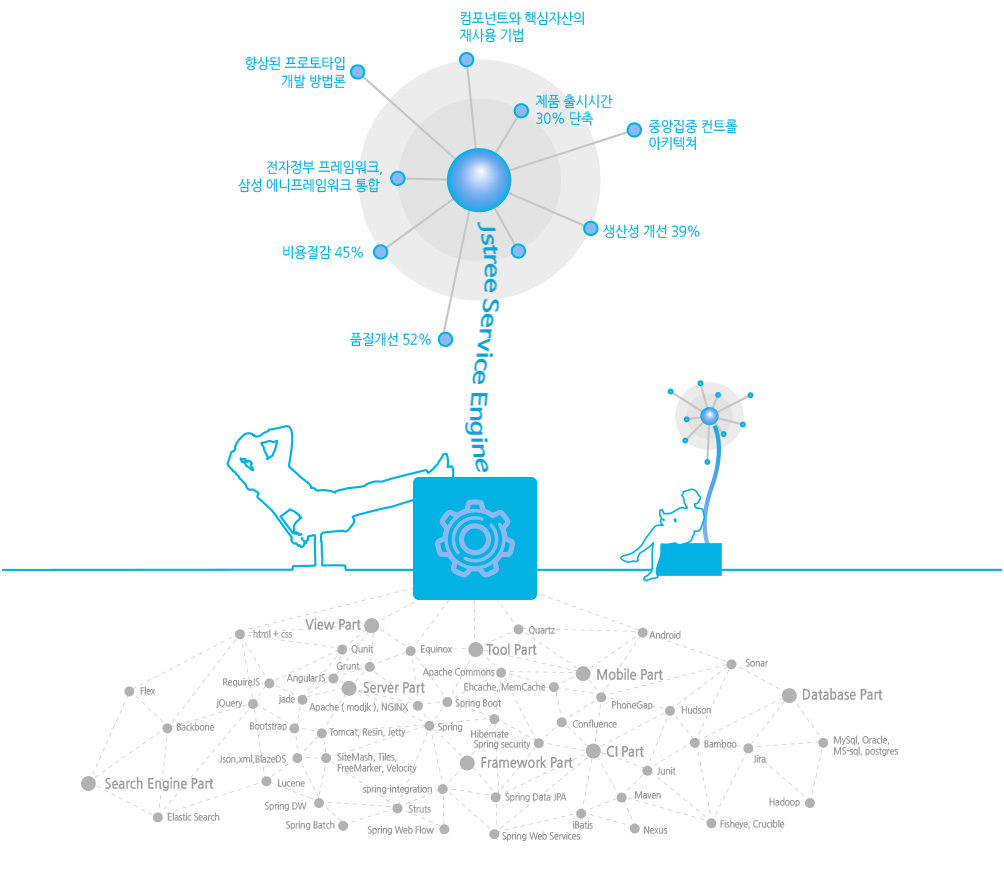 컴포넌트와 핵심자산의
재사용 기법
향상된 프로토타입
개발 방법론
제품 출시시간
30% 단축
중앙집중 컨트롤
아키텍쳐
전자정부 프레임워크,
삼성 애니프레임워크 통합
생산성 개선 39%
비용절감 45%
품질개선 52%
Jstree Service Engine
View Part
html + css
Quartz
Android
Qunit
Equinox
Tool Part
Sonar
Grunt
Apache Commons
Mobile Part
RequireJS
AngularJS
Server Part
Ehcache, MemCache
Flex
Database Part
jQuery
jade
Apache ( modjk ), NGINX
Spring Boot
PhoneGap
Hudson
Backbone
Bootstrap
Tomcat, Resin, Jetty
Spring
Hibernate
Confluence
Spring security
CI Part
Bamboo
MySql, Oracle,
MS-sql, postgres
Json,xml,BlazeDS
SiteMash, Tiles,
FreeMarker, Velocity
Framework Part
Jira
Junit
Search Engine Part
Lucene
spring-integration
Spring Data JPA
Maven
Hadoop
Spring DW
Struts
Elastic Search
Spring Batch
Spring Web Flow
Spring Web Services
iBatis
Nexus
Fisheye, Crucible